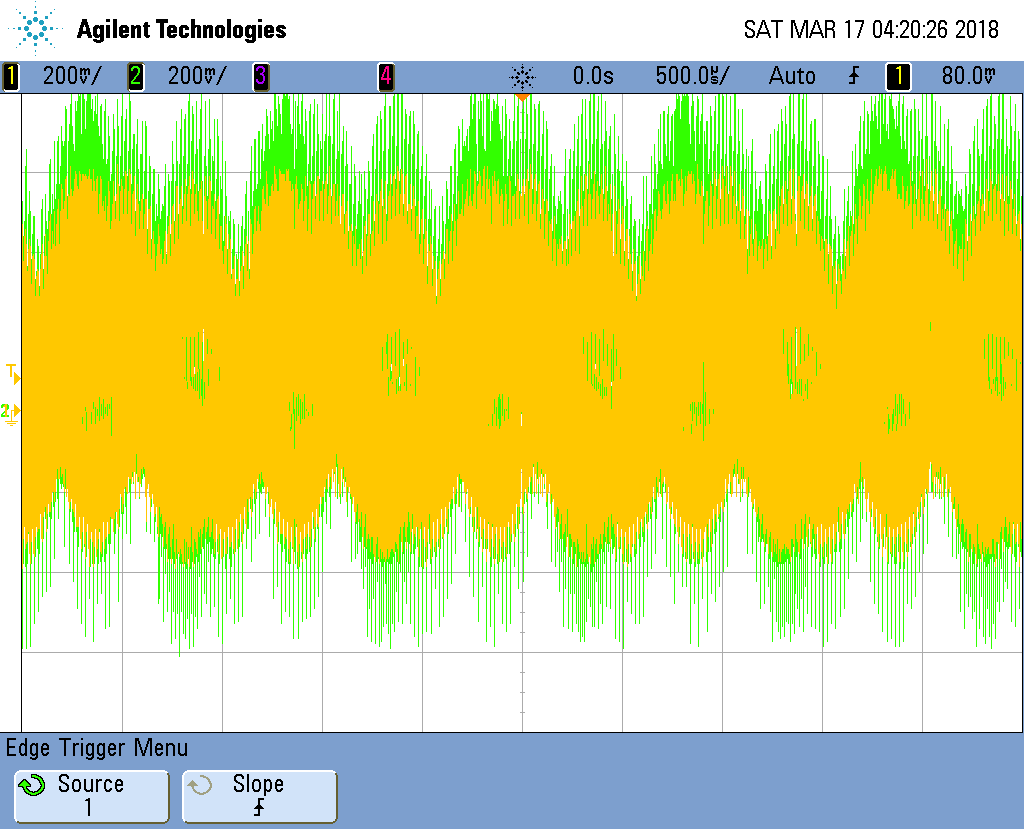 Agilent Technologies SAT MAR 17 04:20:26 2018
1 200mV/ 2 200mV/ 3 4 0.0s 500.0µs/ Auto 1 80.0mV
T
2
Edge Trigger Menu
Source Slope
1